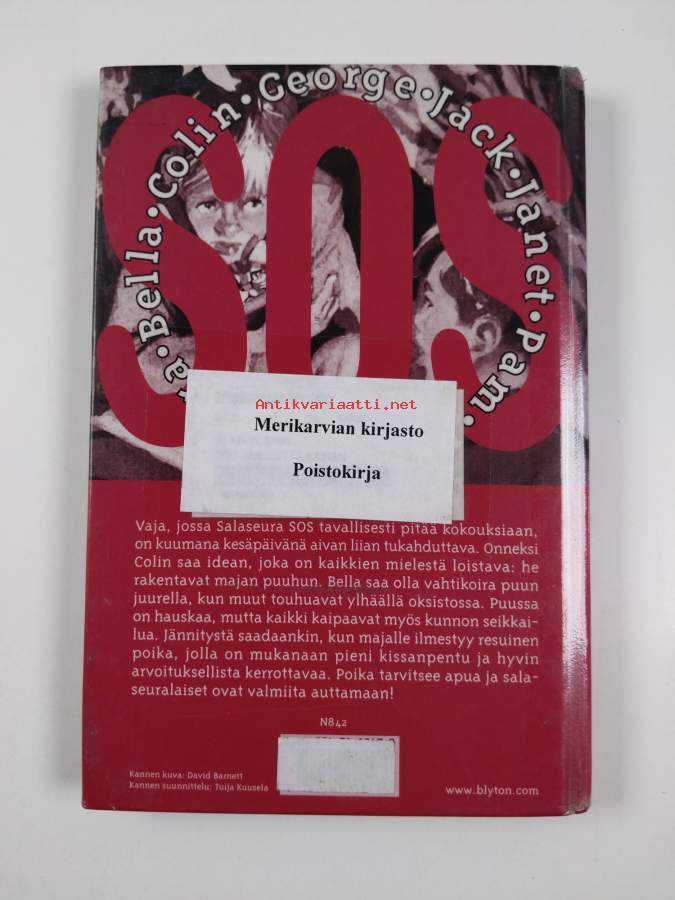 Bella · Colin · George · Jack · Janet · Pam ·
SOS
Antikvariaatti.net
Merikarvian kirjasto
Poistokirja
Vaja, jossa Salaseura SOS tavallisesti pitää kokouksiaan,
on kuumana kesäpäivänä aivan liian tukahduttava. Onneksi
Colin saa idean, joka on kaikkien mielestä loistava: he
rakentavat majan puuhun. Bella saa olla vahtikoira puun
juurella, kun muut touhuavat ylhäällä oksistossa. Puussa
on hauskaa, mutta kaikki kaipaavat myös kunnon seikkai-
lua. Jännitystä saadaankin, kun majalle ilmestyy resuinen
poika, jolla on mukanaan pieni kissanpentu ja hyvin
arvoituksellista kerrottavaa. Poika tarvitsee apua ja sala-
seuralaiset ovat valmiita auttamaan!
N842
Kannen kuva: David Barnett
Kannen suunnittelu: Tuija Kuusela
www.blyton.com